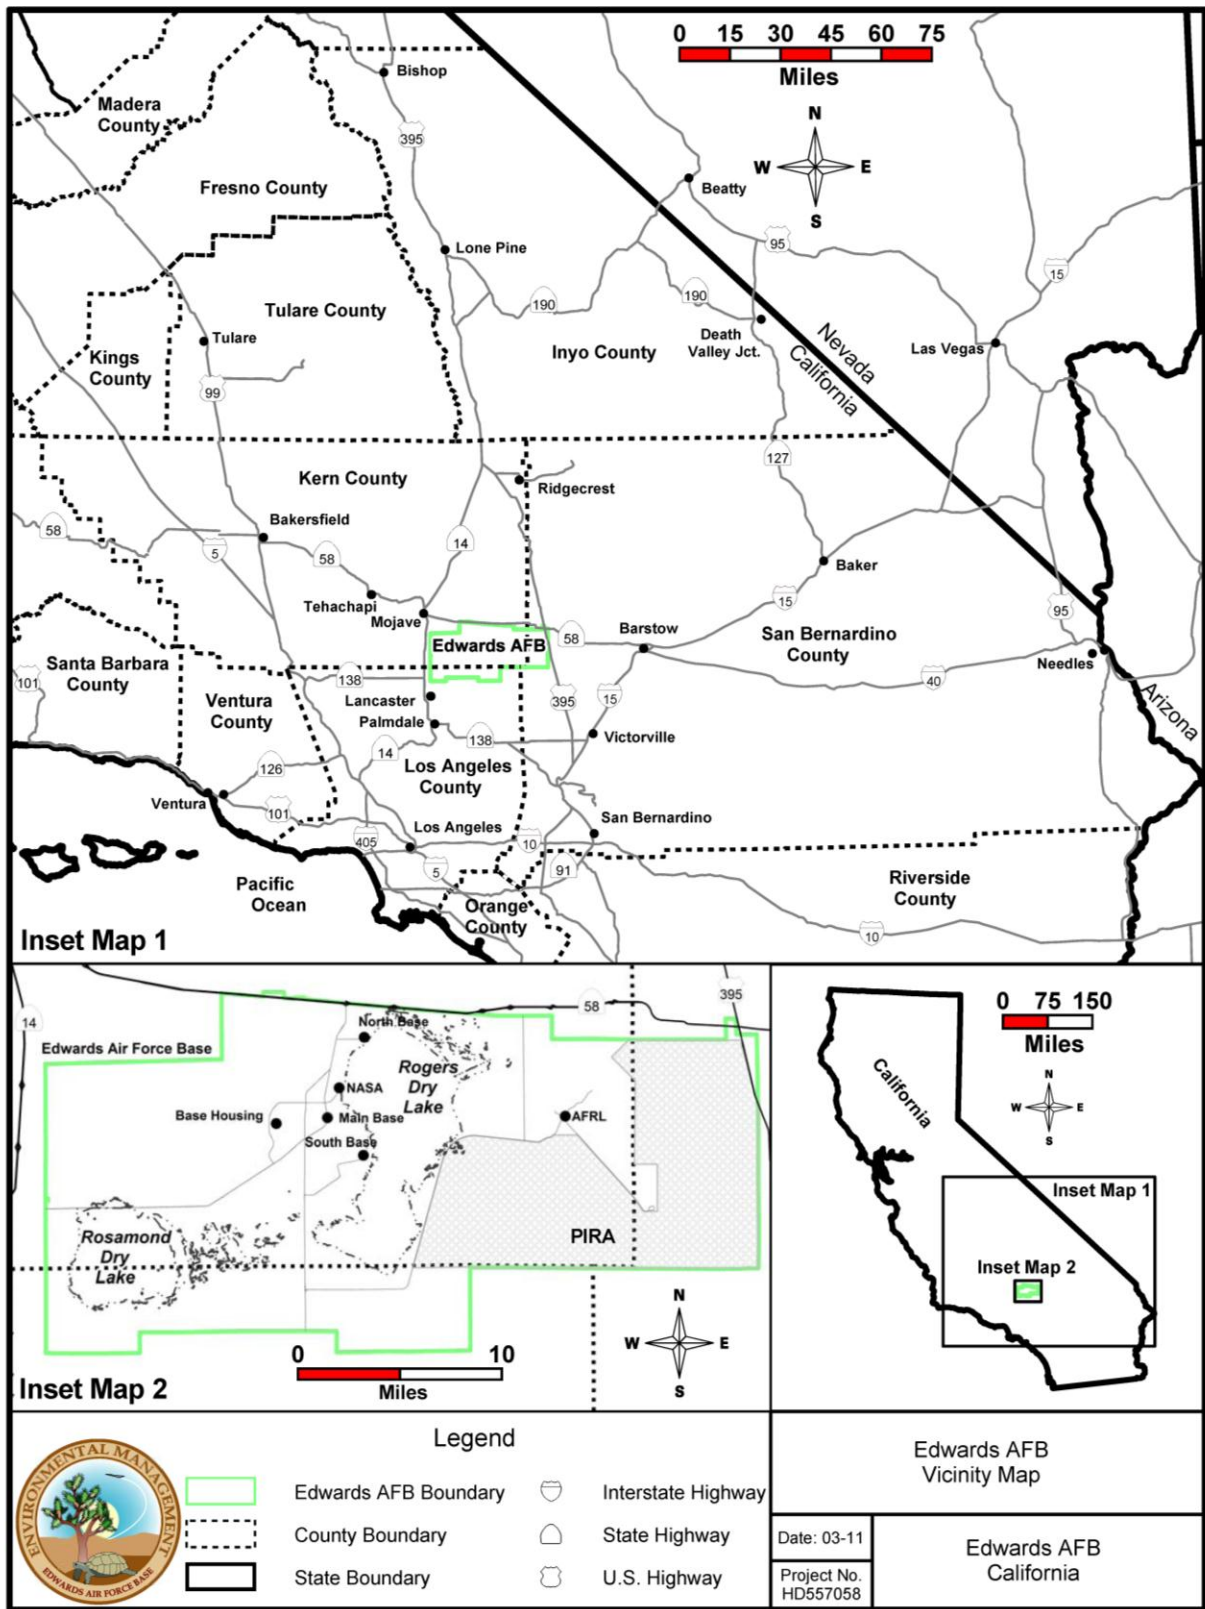 0 15 30 45 60 75
Miles
N
W E
S
Bishop
Madera
County
395
Fresno County
Beatty
95
Lone Pine
15
190
190
Tulare County
Tulare
Kings
County
Inyo County
Death
Valley Jct.
Nevada
California
Las Vegas
99
127
Kern County
Ridgecrest
58
Bakersfield
5
58
14
Baker
Tehachapi
Mojave
15
95
Edwards AFB
58
Barstow
San Bernardino
County
Needles
Santa Barbara
County
101
138
40
Ventura
County
Lancaster
Palmdale
395
15
Arizona
14
138
Victorville
126
Los Angeles
County
Ventura
101
405
Los Angeles
10
San Bernardino
5
91
Riverside
County
Pacific
Ocean
Orange
County
10
Inset Map 1
14
58
395
North Base
Edwards Air Force Base
Rogers
Dry
Lake
NASA
Base Housing
Main Base
AFRL
South Base
PIRA
Rosamond
Dry
Lake
N
W E
S
0 10
Miles
Inset Map 2
0 75 150
Miles
N
W E
S
California
Inset Map 1
Inset Map 2
Legend
ENVIRONMENTAL MANAGEMENT
EDWARDS AIR FORCE BASE
Edwards AFB Boundary
Interstate Highway
County Boundary
State Highway
State Boundary
U.S. Highway
Edwards AFB
Vicinity Map
Date: 03-11
Project No.
HD557058
Edwards AFB
California